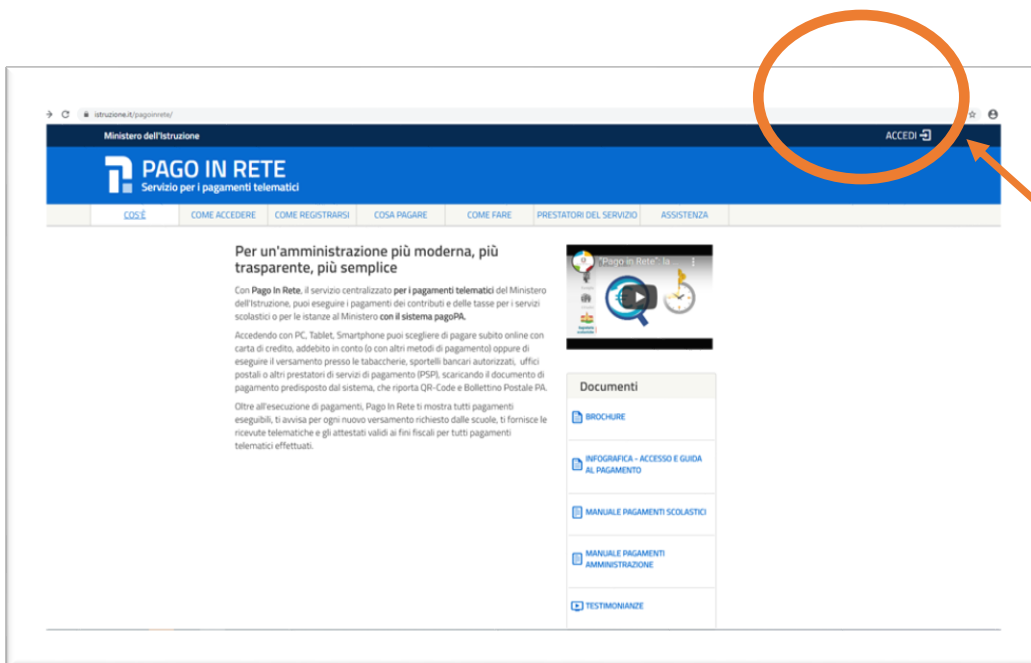 istruzione.it/pagoinrete/
Ministero dell'Istruzione
ACCEDI
PAGO IN RETE
Servizio per i pagamenti telematici
COS'È COME ACCEDERE COME REGISTRARSI COSA PAGARE COME FARE PRESTATORI DEL SERVIZIO ASSISTENZA
Per un'amministrazione più moderna, più
trasparente, più semplice
Con Pago In Rete, il servizio centralizzato per i pagamenti telematici del Ministero
dell'Istruzione, puoi eseguire i pagamenti dei contributi e delle tasse per i servizi
scolastici o per le istanze al Ministero con il sistema pagoPA.
Accedendo con PC, Tablet, Smartphone puoi scegliere di pagare subito online con
carta di credito, addebito in conto (o con altri metodi di pagamento) oppure di
eseguire il versamento presso le tabaccherie, sportelli bancari autorizzati, uffici
postali o altri prestatori di servizi di pagamento (PSP), scaricando il documento di
pagamento predisposto dal sistema, che riporta QR-Code e Bollettino Postale PA.
Oltre all'esecuzione di pagamenti, Pago In Rete ti mostra tutti pagamenti
eseguibili, ti avvisa per ogni nuovo versamento richiesto dalle scuole, ti fornisce le
ricevute telematiche e gli attestati validi ai fini fiscali per tutti pagamenti
telematici effettuati.
"Pago in Rete": la ...
Documenti
BROCHURE
INFOGRAFICA - ACCESSO E GUIDA
AL PAGAMENTO
MANUALE PAGAMENTI SCOLASTICI
MANUALE PAGAMENTI
AMMINISTRAZIONE
TESTIMONIANZE